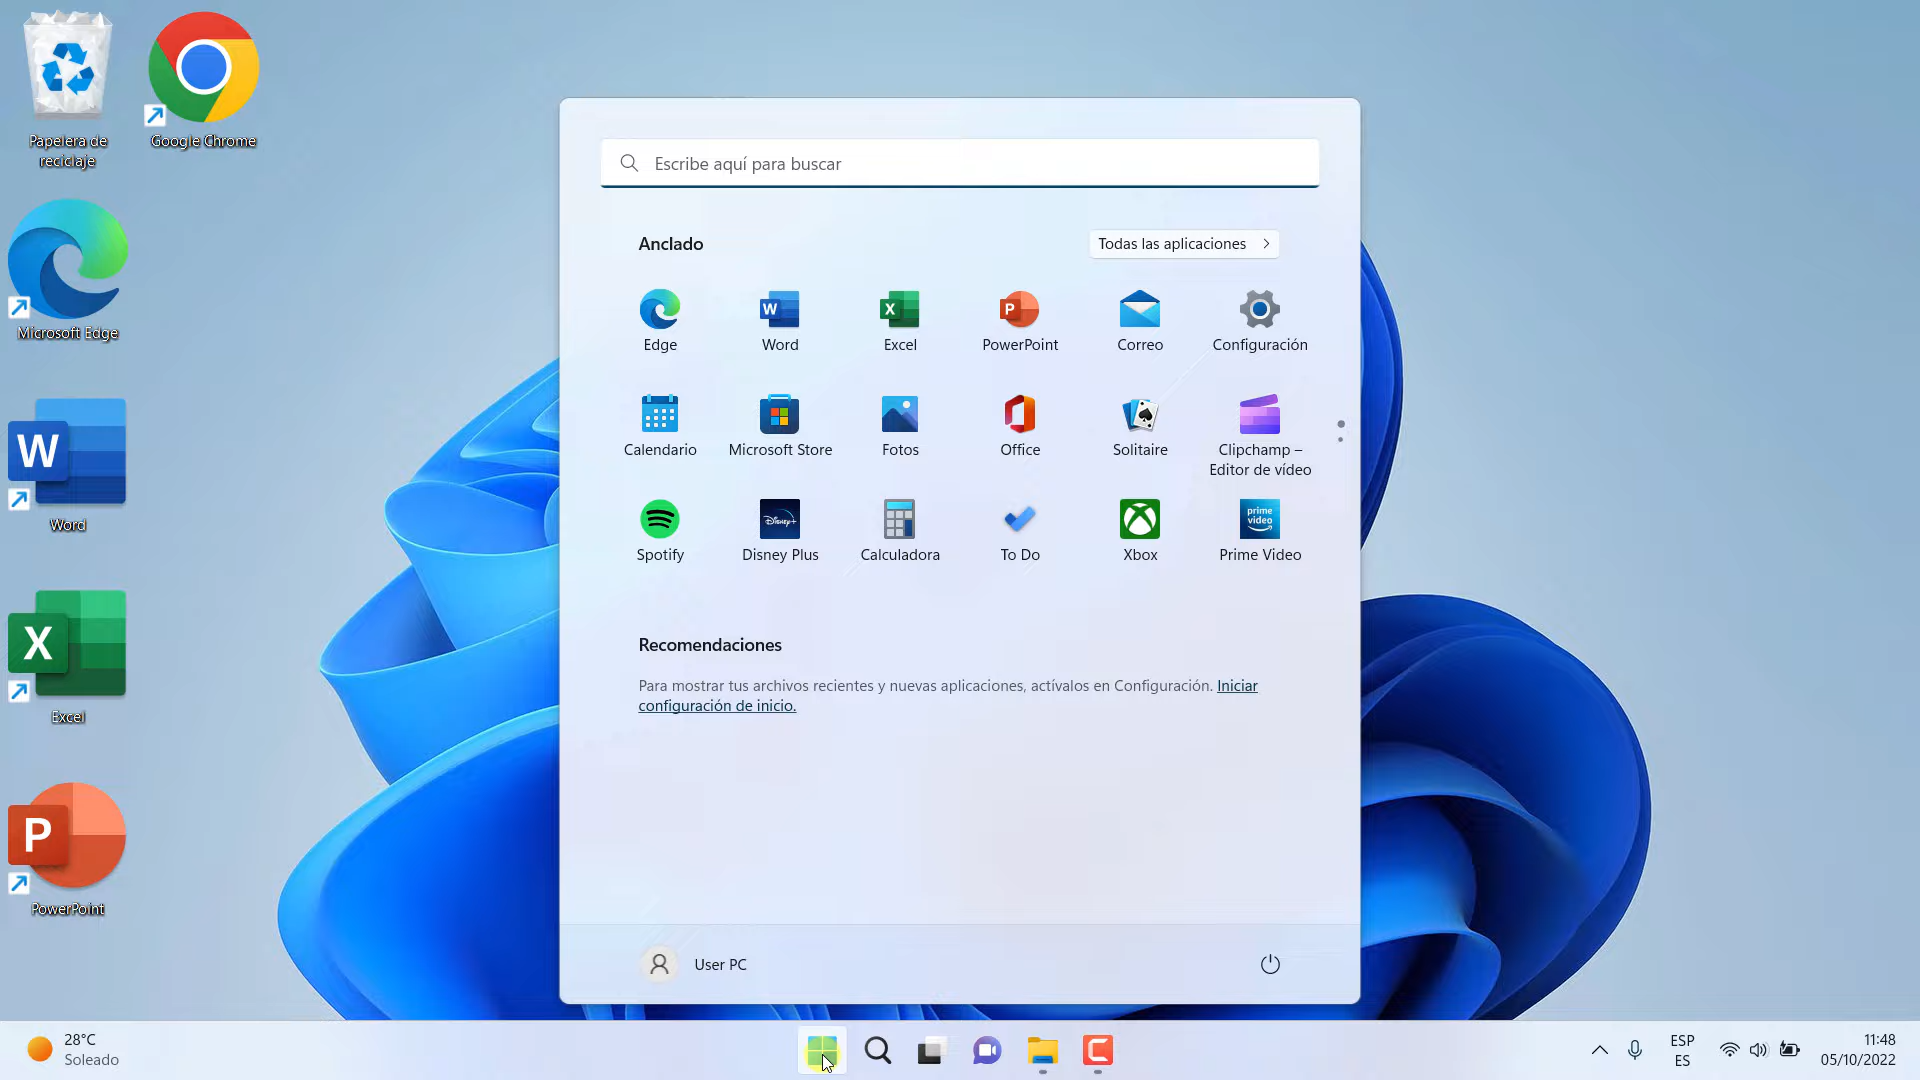 Papelera de
reciclaje
Google Chrome
Microsoft Edge
W
Word
X
Excel
P
PowerPoint
Escribe aquí para buscar
Anclado
Todas las aplicaciones
Edge
W
Word
X
Excel
P
PowerPoint
Correo
Configuración
Calendario
Microsoft Store
Fotos
Office
Solitaire
Clipchamp –
Editor de vídeo
Spotify
Disney+
Disney Plus
Calculadora
To Do
Xbox
prime
video
Prime Video
Recomendaciones
Para mostrar tus archivos recientes y nuevas aplicaciones, actívalos en Configuración. Iniciar
configuración de inicio.
User PC
28°C
Soleado
C
ESP
ES
11:48
05/10/2022